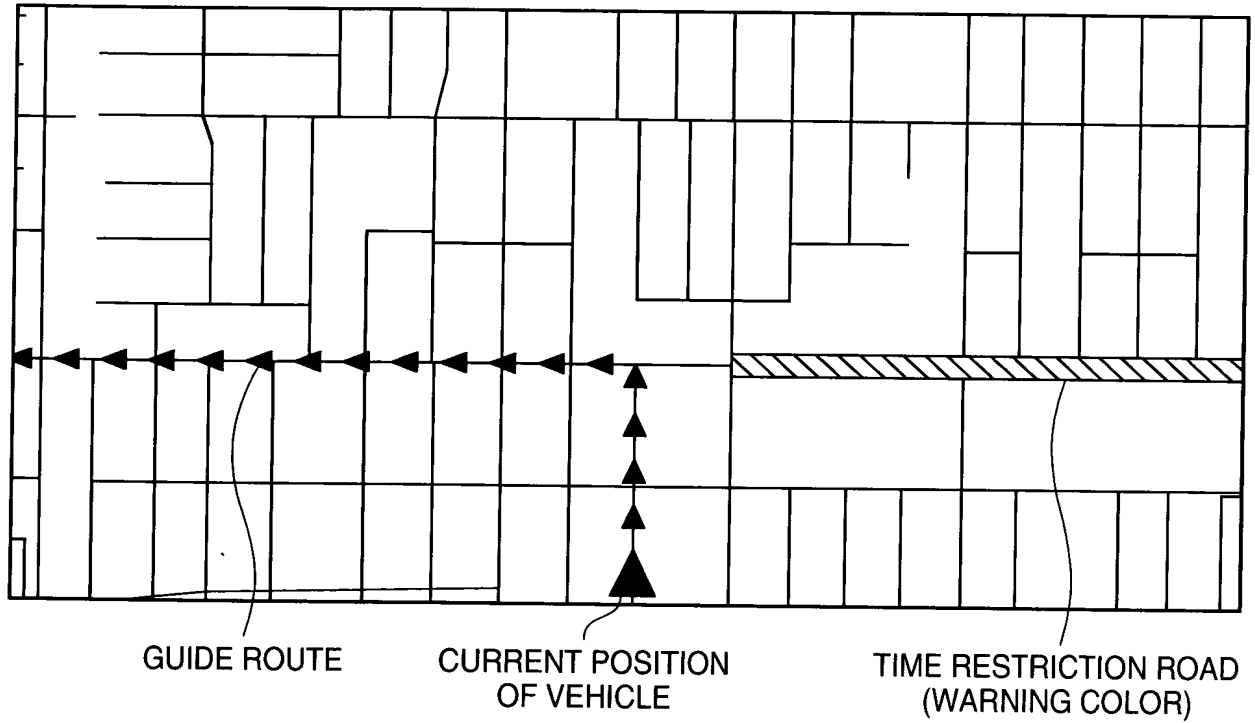 GUIDE ROUTE
CURRENT POSITION
OF VEHICLE
TIME RESTRICTION ROAD
(WARNING COLOR)